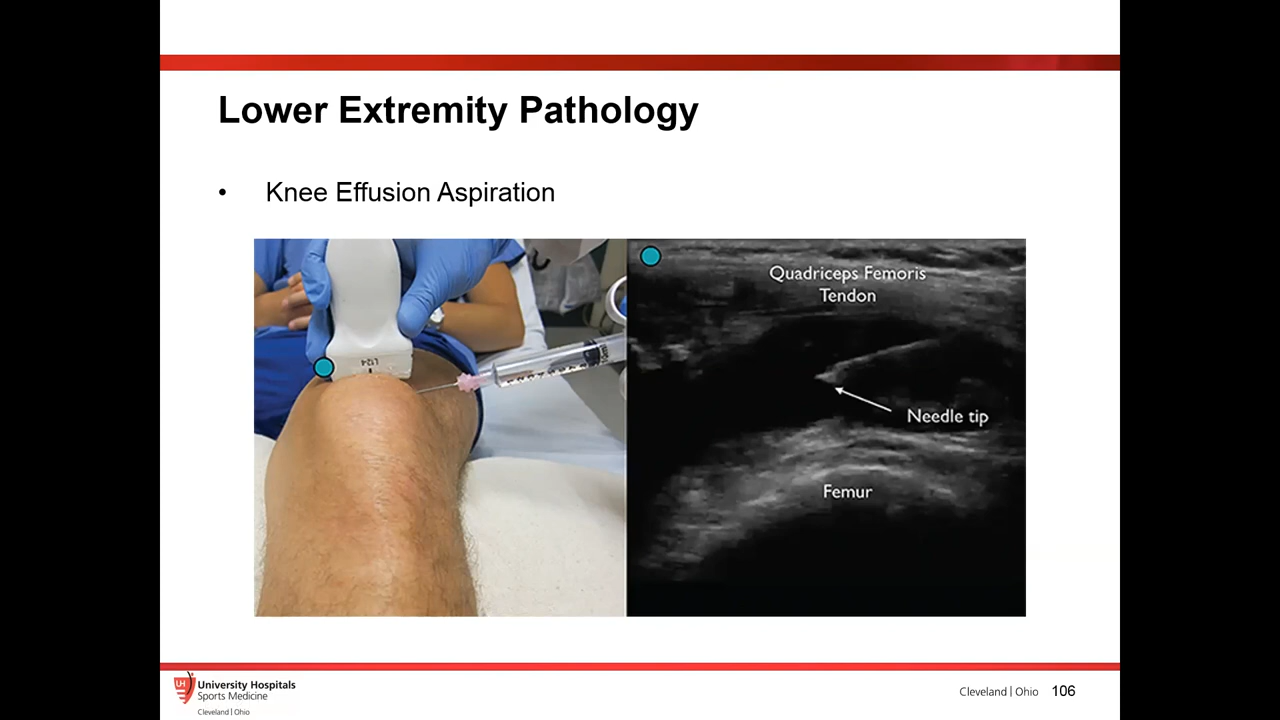 Lower Extremity Pathology
• Knee Effusion Aspiration
Quadriceps Femoris
Tendon
Needle tip
Femur
UH
University Hospitals
Sports Medicine
Cleveland | Ohio
Cleveland | Ohio 106